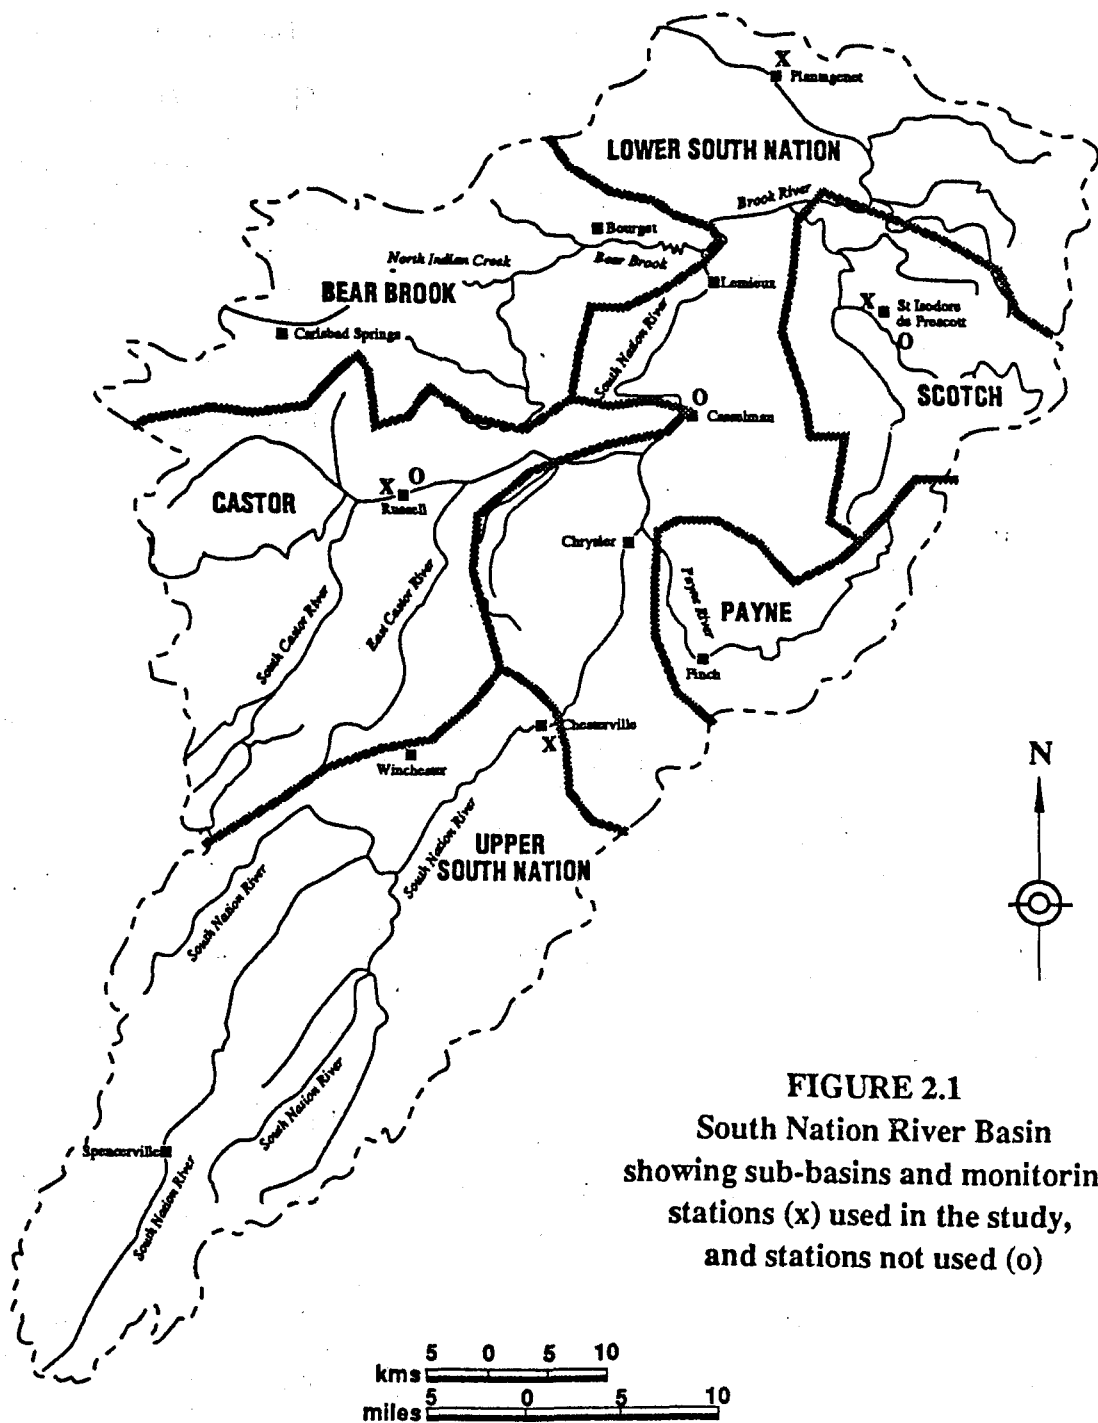 X
Plantagenet
LOWER SOUTH NATION
Brook River
Bourget
Bear Brook
North Indian Creek
BEAR BROOK
Lemieux
Carlsbad Springs
South Nation River
X
St Isodore
de Prescott
O
SCOTCH
O
Casselman
X
O
Russell
CASTOR
Chrysler
Payne River
PAYNE
Finch
South Castor River
East Castor River
Chesterville
X
Winchester
N
UPPER
SOUTH NATION
South Nation River
South Nation River
South Nation River
Spencerville
South Nation River
FIGURE 2.1
South Nation River Basin
showing sub-basins and monitorin
stations (x) used in the study,
and stations not used (o)
5 0 5 10
kms
5 0 5 10
miles